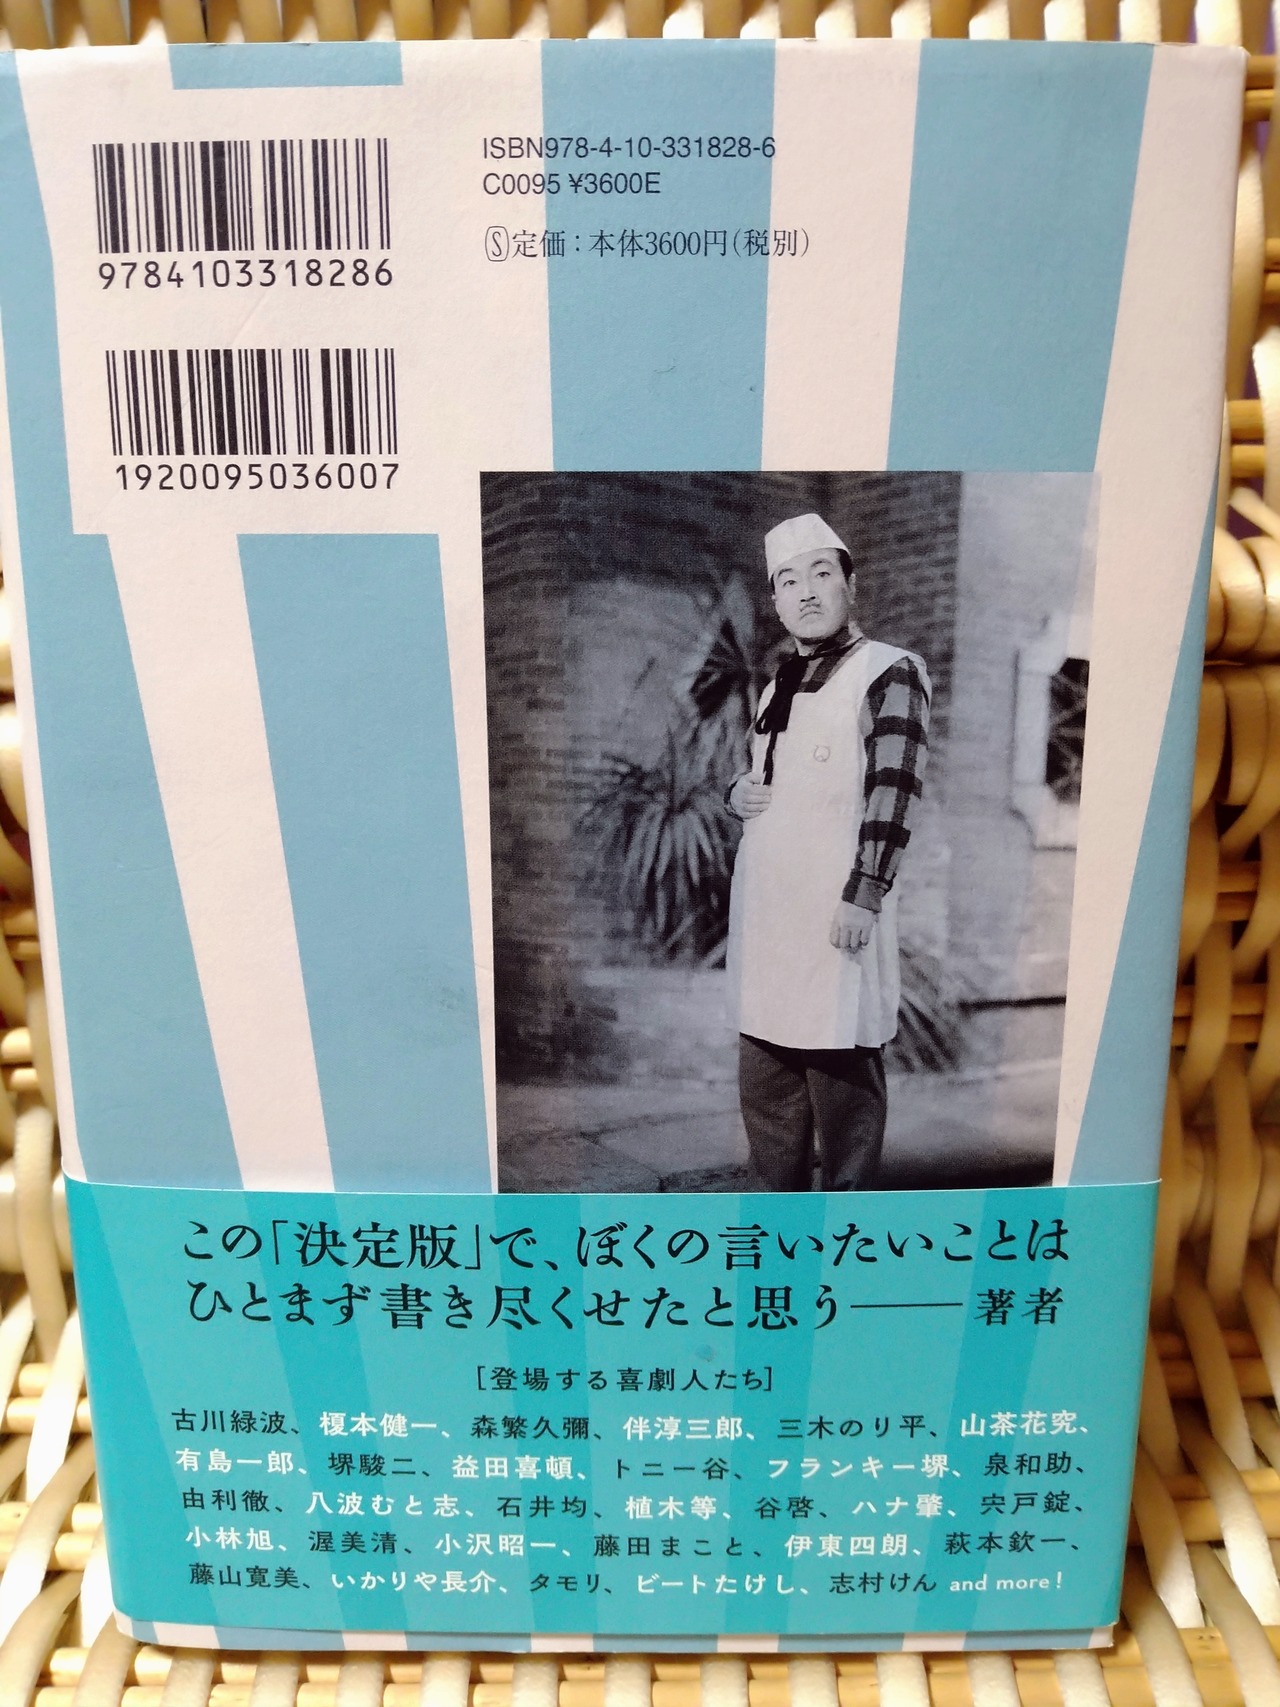 9784103318286
1920095036007
ISBN978-4-10-331828-6
C0095 ¥3600E
Ⓢ定価：本体3600円（税別）
この「決定版」で、ぼくの言いたいことは
ひとまず書き尽くせたと思う――著者
［登場する喜劇人たち］
古川緑波、榎本健一、森繁久彌、伴淳三郎、三木のり平、山茶花究、
有島一郎、堺駿二、益田喜頓、トニー谷、フランキー堺、泉和助、
由利徹、八波むと志、石井均、植木等、谷啓、ハナ肇、宍戸錠、
小林旭、渥美清、小沢昭一、藤田まこと、伊東四朗、萩本欽一、
藤山寛美、いかりや長介、タモリ、ビートたけし、志村けん and more!